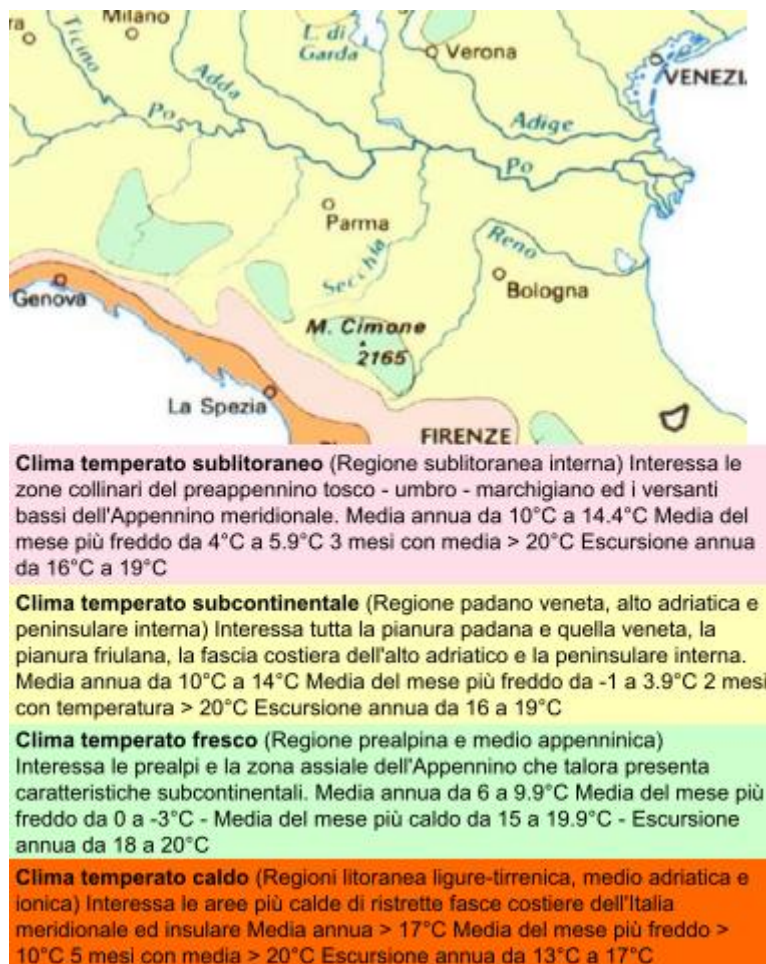 Milano
Ticino
L. di
Garda
Verona
VENEZI
Adda
Po
Adige
Po
Parma
Reno
Secchia
Bologna
Genova
M. Cimone
2165
La Spezia
FIRENZE
Clima temperato sublitoraneo (Regione sublitoranea interna) Interessa le
zone collinari del preappennino tosco - umbro - marchigiano ed i versanti
bassi dell'Appennino meridionale. Media annua da 10°C a 14.4°C Media del
mese più freddo da 4°C a 5.9°C 3 mesi con media > 20°C Escursione annua
da 16°C a 19°C
Clima temperato subcontinentale (Regione padano veneta, alto adriatica e
peninsulare interna) Interessa tutta la pianura padana e quella veneta, la
pianura friulana, la fascia costiera dell'alto adriatico e la peninsulare interna.
Media annua da 10°C a 14°C Media del mese più freddo da -1 a 3.9°C 2 mesi
con temperatura > 20°C Escursione annua da 16 a 19°C
Clima temperato fresco (Regione prealpina e medio appenninica)
Interessa le prealpi e la zona assiale dell'Appennino che talora presenta
caratteristiche subcontinentali. Media annua da 6 a 9.9°C Media del mese più
freddo da 0 a -3°C - Media del mese più caldo da 15 a 19.9°C - Escursione
annua da 18 a 20°C
Clima temperato caldo (Regioni litoranea ligure-tirrenica, medio adriatica e
ionica) Interessa le aree più calde di ristrette fasce costiere dell'Italia
meridionale ed insulare Media annua > 17°C Media del mese più freddo >
10°C 5 mesi con media > 20°C Escursione annua da 13°C a 17°C